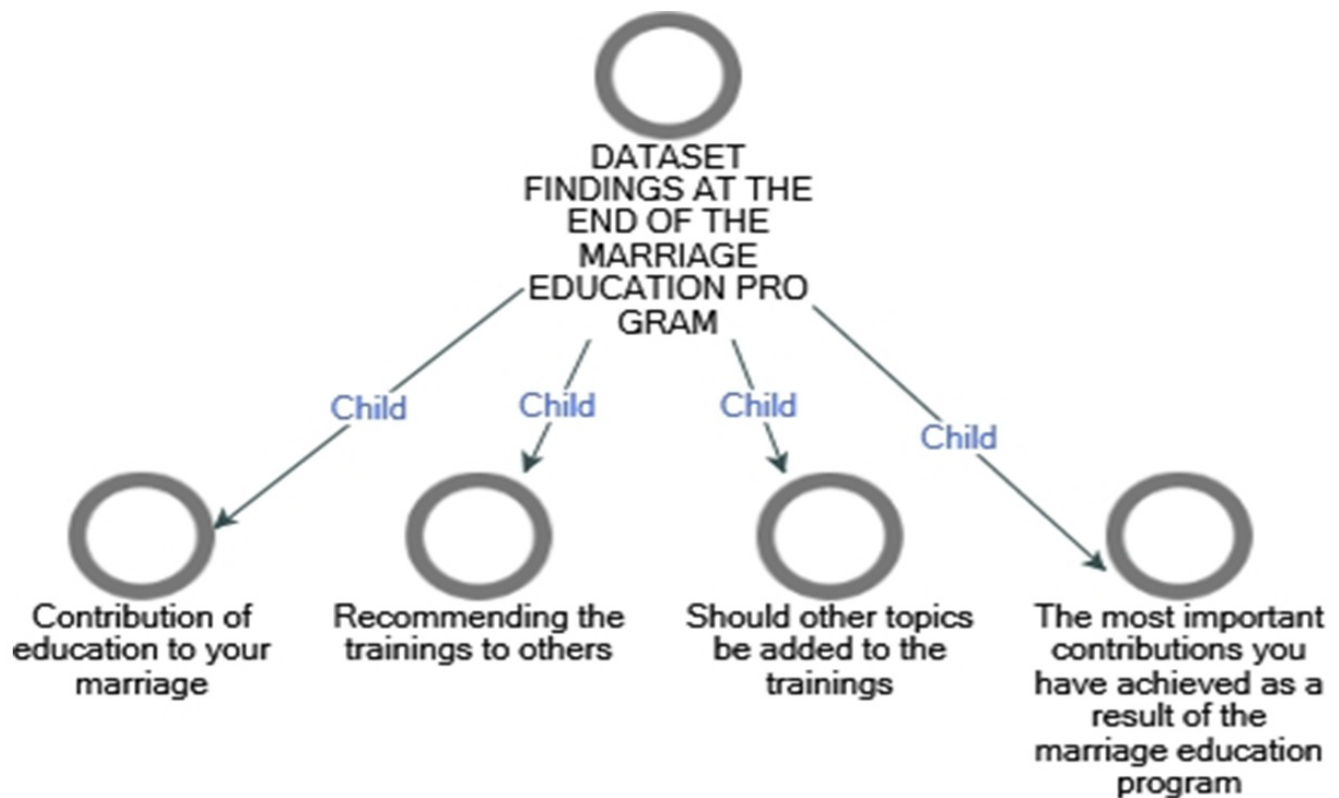 DATASET
FINDINGS AT THE
END OF THE
MARRIAGE
EDUCATION PRO
GRAM
Child
Child
Child
Child
Contribution of
education to your
marriage
Recommending the
trainings to others
Should other topics
be added to the
trainings
The most important
contributions you
have achieved as a
result of the
marriage education
program